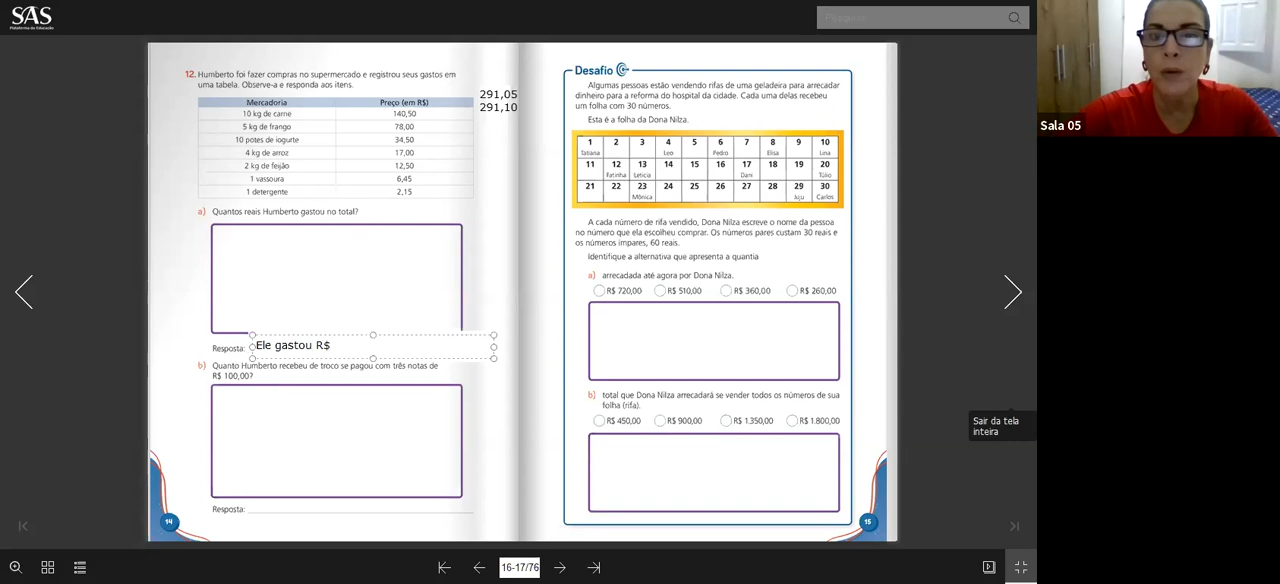 SAS
Plataforma de Educação
12. Humberto foi fazer compras no supermercado e registrou seus gastos em
uma tabela. Observe-a e responda aos itens.
Mercadoria Preço (em R$)
10 kg de carne 140,50
5 kg de frango 78,00
10 potes de iogurte 34,50
4 kg de arroz 17,00
2 kg de feijão 12,50
1 vassoura 6,45
1 detergente 2,15
291,05
291,10
a) Quantos reais Humberto gastou no total?
Resposta: Ele gastou R$
b) Quanto Humberto recebeu de troco se pagou com três notas de
R$ 100,00?
Resposta:
14
Desafio
Algumas pessoas estão vendendo rifas de uma geladeira para arrecadar
dinheiro para a reforma do hospital da cidade. Cada uma delas recebeu
um folha com 30 números.
Esta é a folha da Dona Nilza.
1 2 3 4 5 6 7 8 9 10
Tatiana Leo Pedro Elisa Lina
11 12 13 14 15 16 17 18 19 20
Fatinha Letícia Dani Túlio
21 22 23 24 25 26 27 28 29 30
Mônica Juju Carlos
A cada número de rifa vendido, Dona Nilza escreve o nome da pessoa
no número que ela escolheu comprar. Os números pares custam 30 reais e
os números ímpares, 60 reais.
Identifique a alternativa que apresenta a quantia
a) arrecadada até agora por Dona Nilza.
R$ 720,00 R$ 510,00 R$ 360,00 R$ 260,00
b) total que Dona Nilza arrecadará se vender todos os números de sua
folha (rifa).
R$ 450,00 R$ 900,00 R$ 1.350,00 R$ 1.800,00
15
Sala 05
Sair da tela
inteira
16-17/76